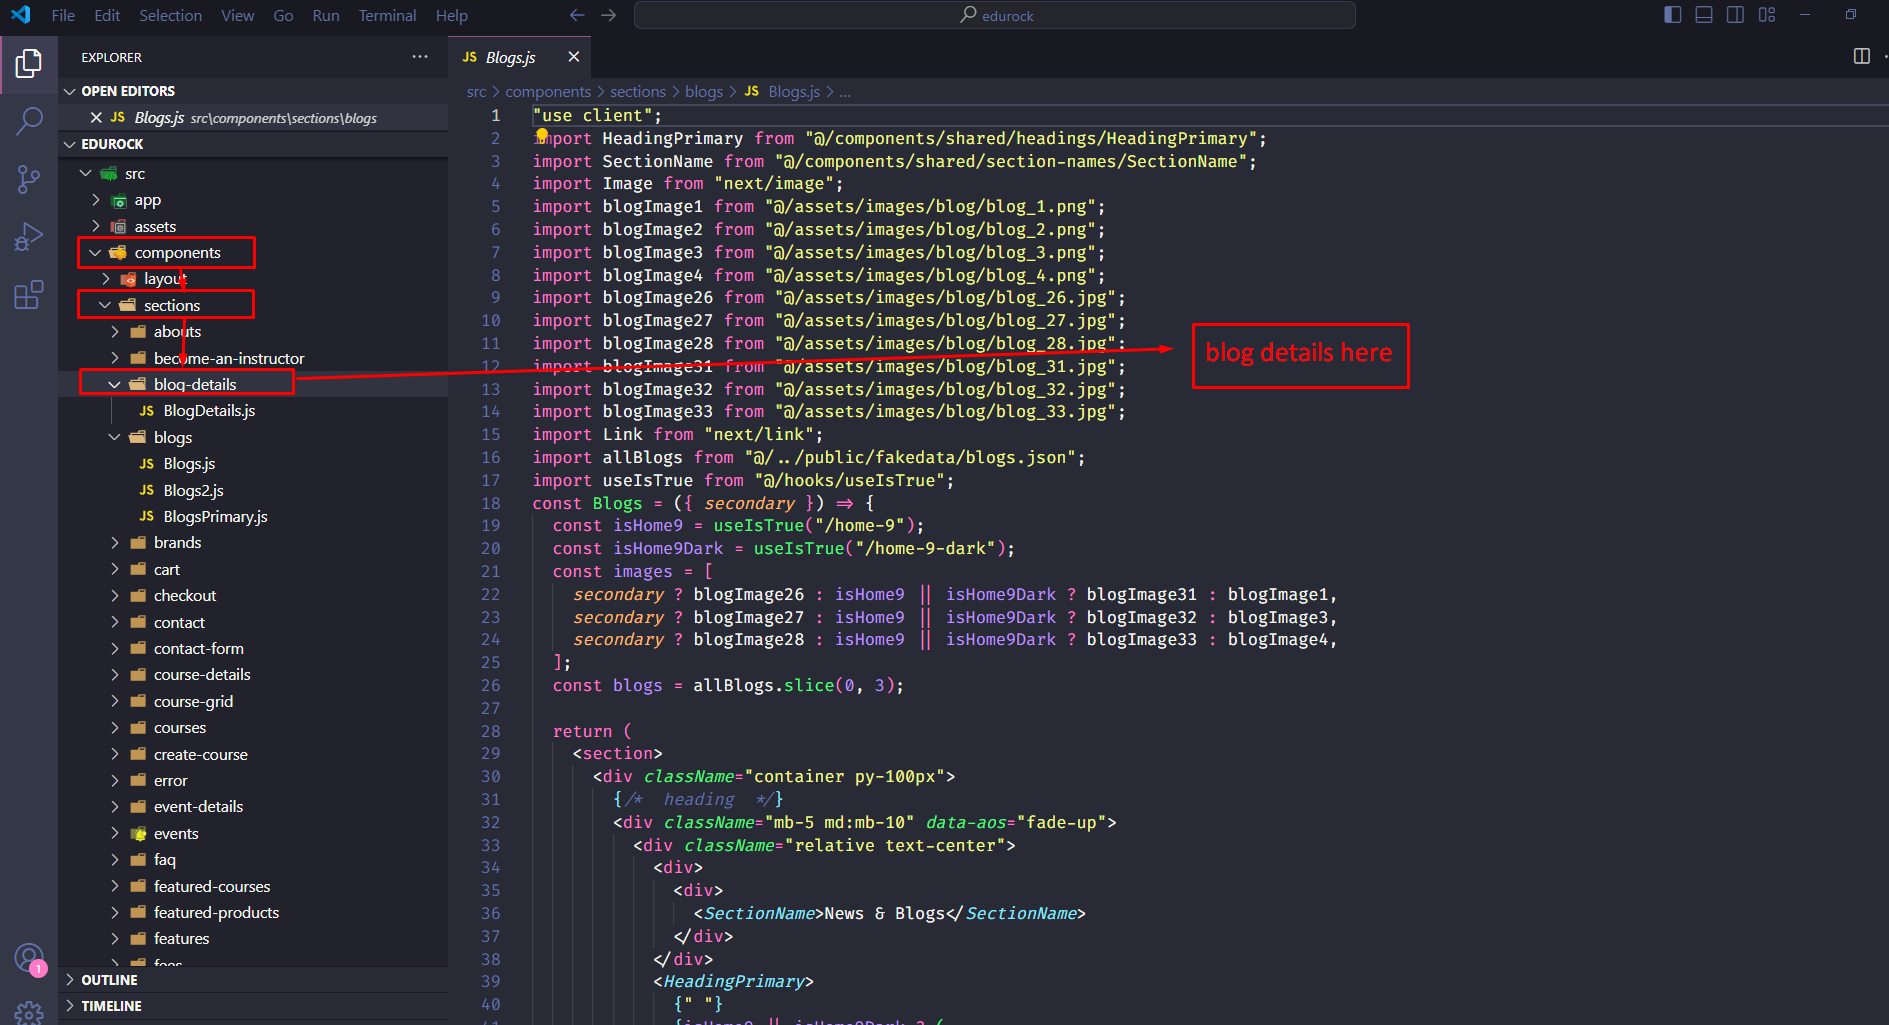 File Edit Selection View Go Run Terminal Help
edurock
EXPLORER
OPEN EDITORS
JS Blogs.js src\components\sections\blogs
EDUROCK
src
app
assets
components
layout
sections
abouts
become-an-instructor
blog-details
JS BlogDetails.js
blogs
JS Blogs.js
JS Blogs2.js
JS BlogsPrimary.js
brands
cart
checkout
contact
contact-form
course-details
course-grid
courses
create-course
error
event-details
events
faq
featured-courses
featured-products
features
fees
OUTLINE
TIMELINE
1
JS Blogs.js
src > components > sections > blogs > JS Blogs.js > ...
1 "use client";
2 import HeadingPrimary from "@/components/shared/headings/HeadingPrimary";
3 import SectionName from "@/components/shared/section-names/SectionName";
4 import Image from "next/image";
5 import blogImage1 from "@/assets/images/blog/blog_1.png";
6 import blogImage2 from "@/assets/images/blog/blog_2.png";
7 import blogImage3 from "@/assets/images/blog/blog_3.png";
8 import blogImage4 from "@/assets/images/blog/blog_4.png";
9 import blogImage26 from "@/assets/images/blog/blog_26.jpg";
10 import blogImage27 from "@/assets/images/blog/blog_27.jpg";
11 import blogImage28 from "@/assets/images/blog/blog_28.jpg";
12 import blogImage31 from "@/assets/images/blog/blog_31.jpg";
13 import blogImage32 from "@/assets/images/blog/blog_32.jpg";
14 import blogImage33 from "@/assets/images/blog/blog_33.jpg";
15 import Link from "next/link";
16 import allBlogs from "@/../public/fakedata/blogs.json";
17 import useIsTrue from "@/hooks/useIsTrue";
18 const Blogs = ({ secondary }) => {
19 const isHome9 = useIsTrue("/home-9");
20 const isHome9Dark = useIsTrue("/home-9-dark");
21 const images = [
22 secondary ? blogImage26 : isHome9 || isHome9Dark ? blogImage31 : blogImage1,
23 secondary ? blogImage27 : isHome9 || isHome9Dark ? blogImage32 : blogImage3,
24 secondary ? blogImage28 : isHome9 || isHome9Dark ? blogImage33 : blogImage4,
25 ];
26 const blogs = allBlogs.slice(0, 3);
27
28 return (
29 <section>
30 <div className="container py-100px">
31 {/* heading */}
32 <div className="mb-5 md:mb-10" data-aos="fade-up">
33 <div className="relative text-center">
34 <div>
35 <div>
36 <SectionName>News & Blogs</SectionName>
37 </div>
38 </div>
39 <HeadingPrimary>
40 {" "}
41 {isHome9 || isHome9Dark ? (
blog details here